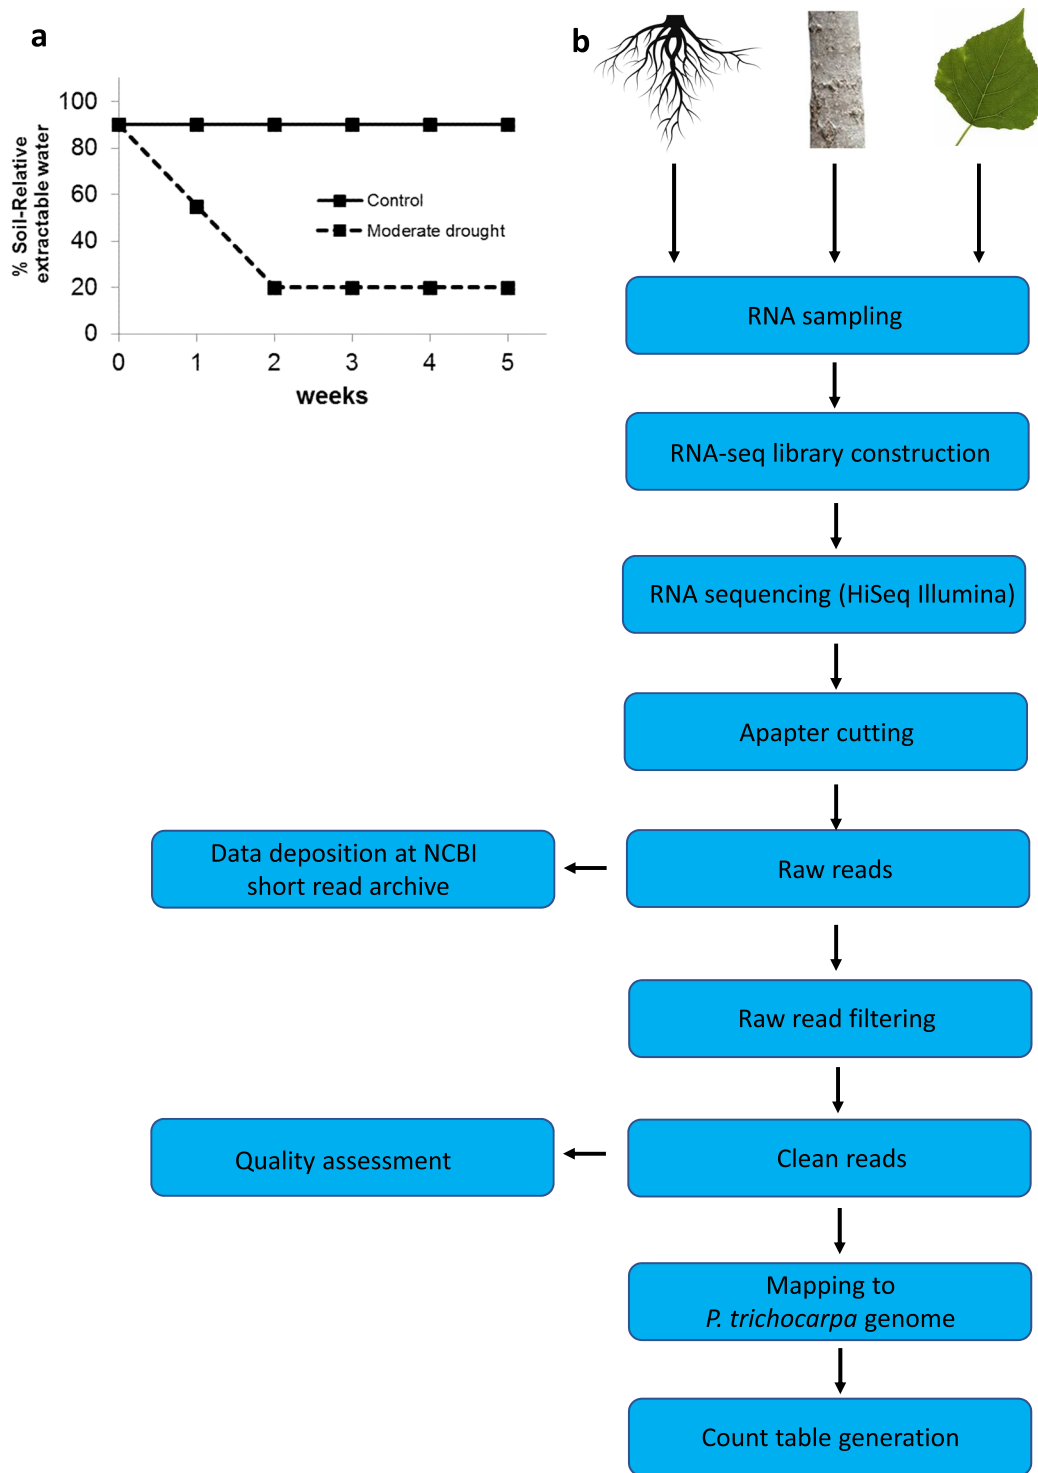 a
% Soil-Relative
extractable water
100
80
60
40
20
0
0 1 2 3 4 5
weeks
Control
Moderate drought
b
RNA sampling
RNA-seq library construction
RNA sequencing (HiSeq Illumina)
Apapter cutting
Raw reads
Data deposition at NCBI
short read archive
Raw read filtering
Clean reads
Quality assessment
Mapping to
P. trichocarpa genome
Count table generation